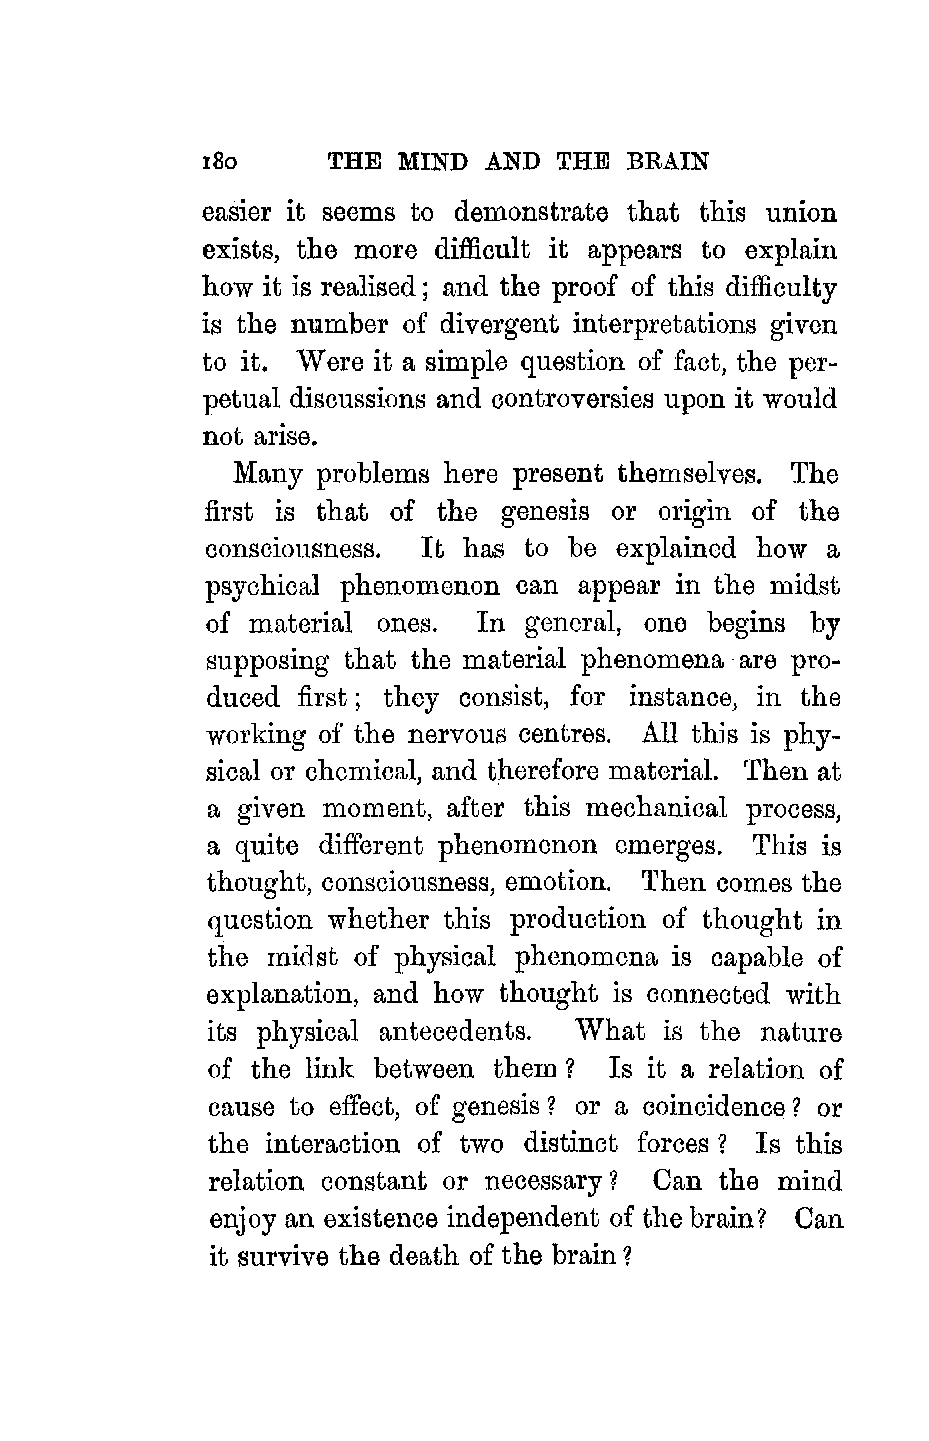 180 THE MIND AND THE BRAIN
easier it seems to demonstrate that this union
exists, the more difficult it appears to explain
how it is realised; and the proof of this difficulty
is the number of divergent interpretations given
to it. Were it a simple question of fact, the per-
petual discussions and controversies upon it would
not arise.
Many problems here present themselves. The
first is that of the genesis or origin of the
consciousness. It has to be explained how a
psychical phenomenon can appear in the midst
of material ones. In general, one begins by
supposing that the material phenomena are pro-
duced first; they consist, for instance, in the
working of the nervous centres. All this is phy-
sical or chemical, and therefore material. Then at
a given moment, after this mechanical process,
a quite different phenomenon emerges. This is
thought, consciousness, emotion. Then comes the
question whether this production of thought in
the midst of physical phenomena is capable of
explanation, and how thought is connected with
its physical antecedents. What is the nature
of the link between them? Is it a relation of
cause to effect, of genesis? or a coincidence? or
the interaction of two distinct forces? Is this
relation constant or necessary? Can the mind
enjoy an existence independent of the brain? Can
it survive the death of the brain?